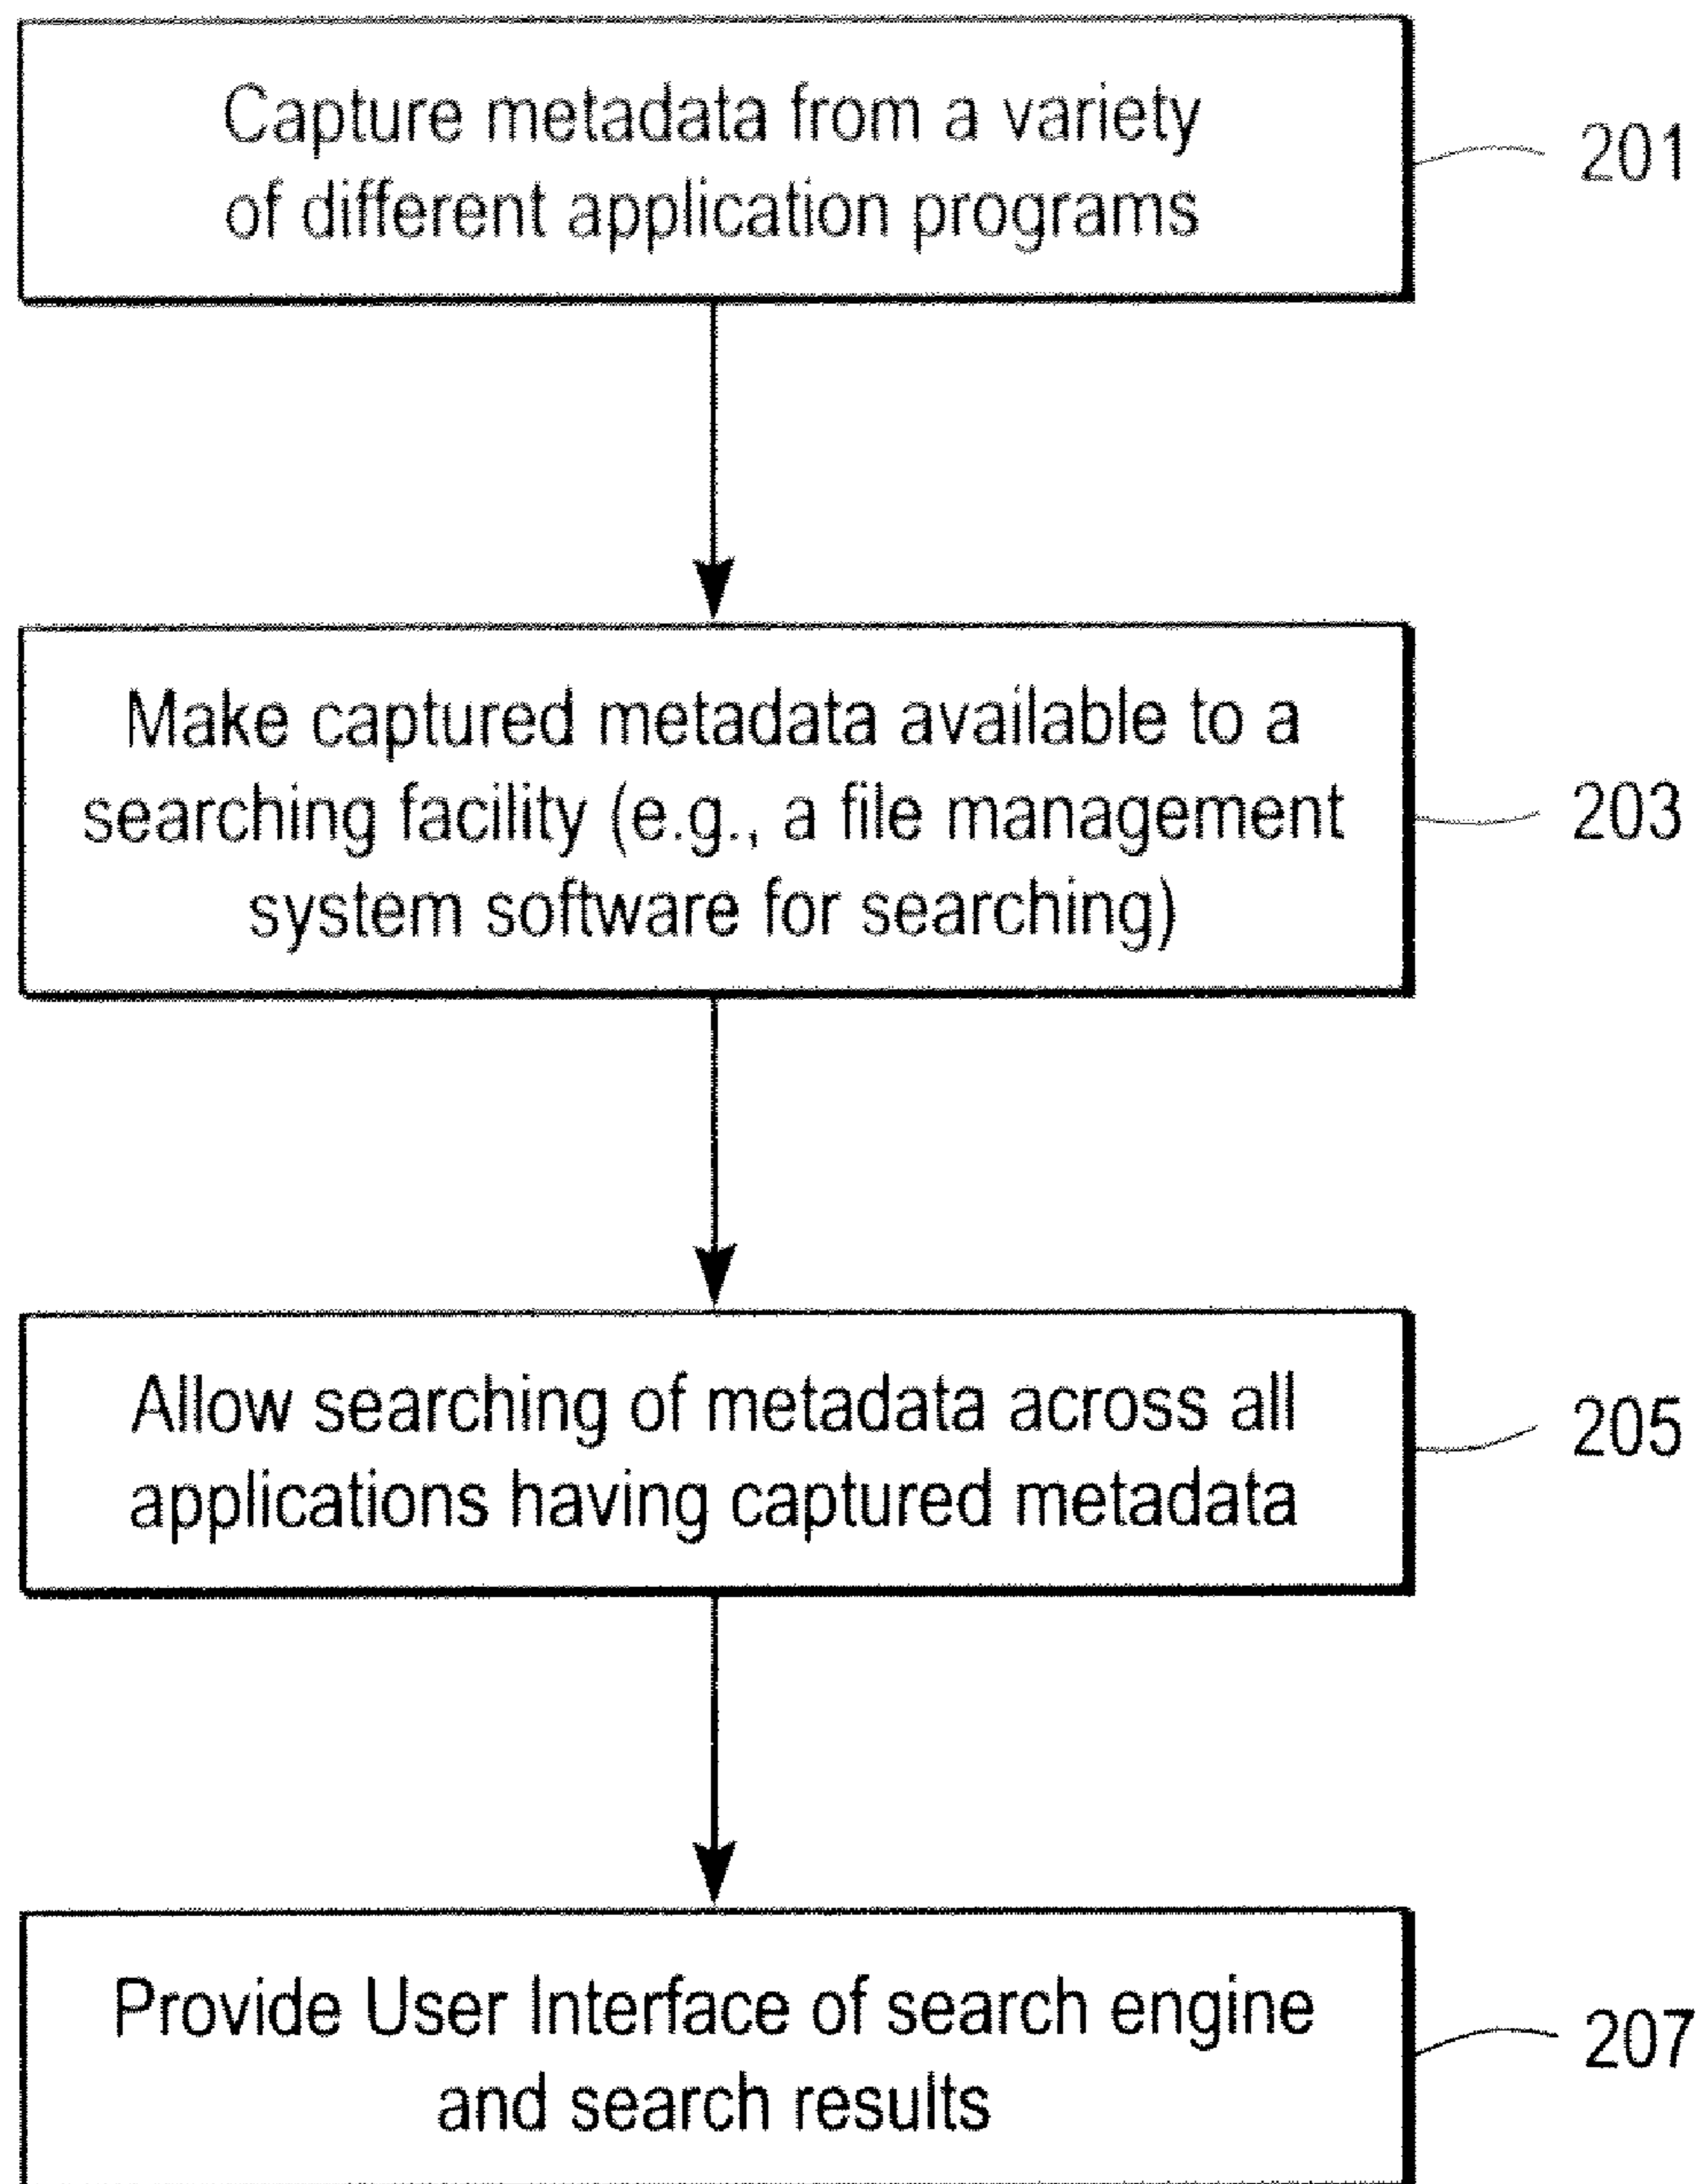 Capture metadata from a variety
of different application programs
201
Make captured metadata available to a
searching facility (e.g., a file management
system software for searching)
203
Allow searching of metadata across all
applications having captured metadata
205
Provide User Interface of search engine
and search results
207